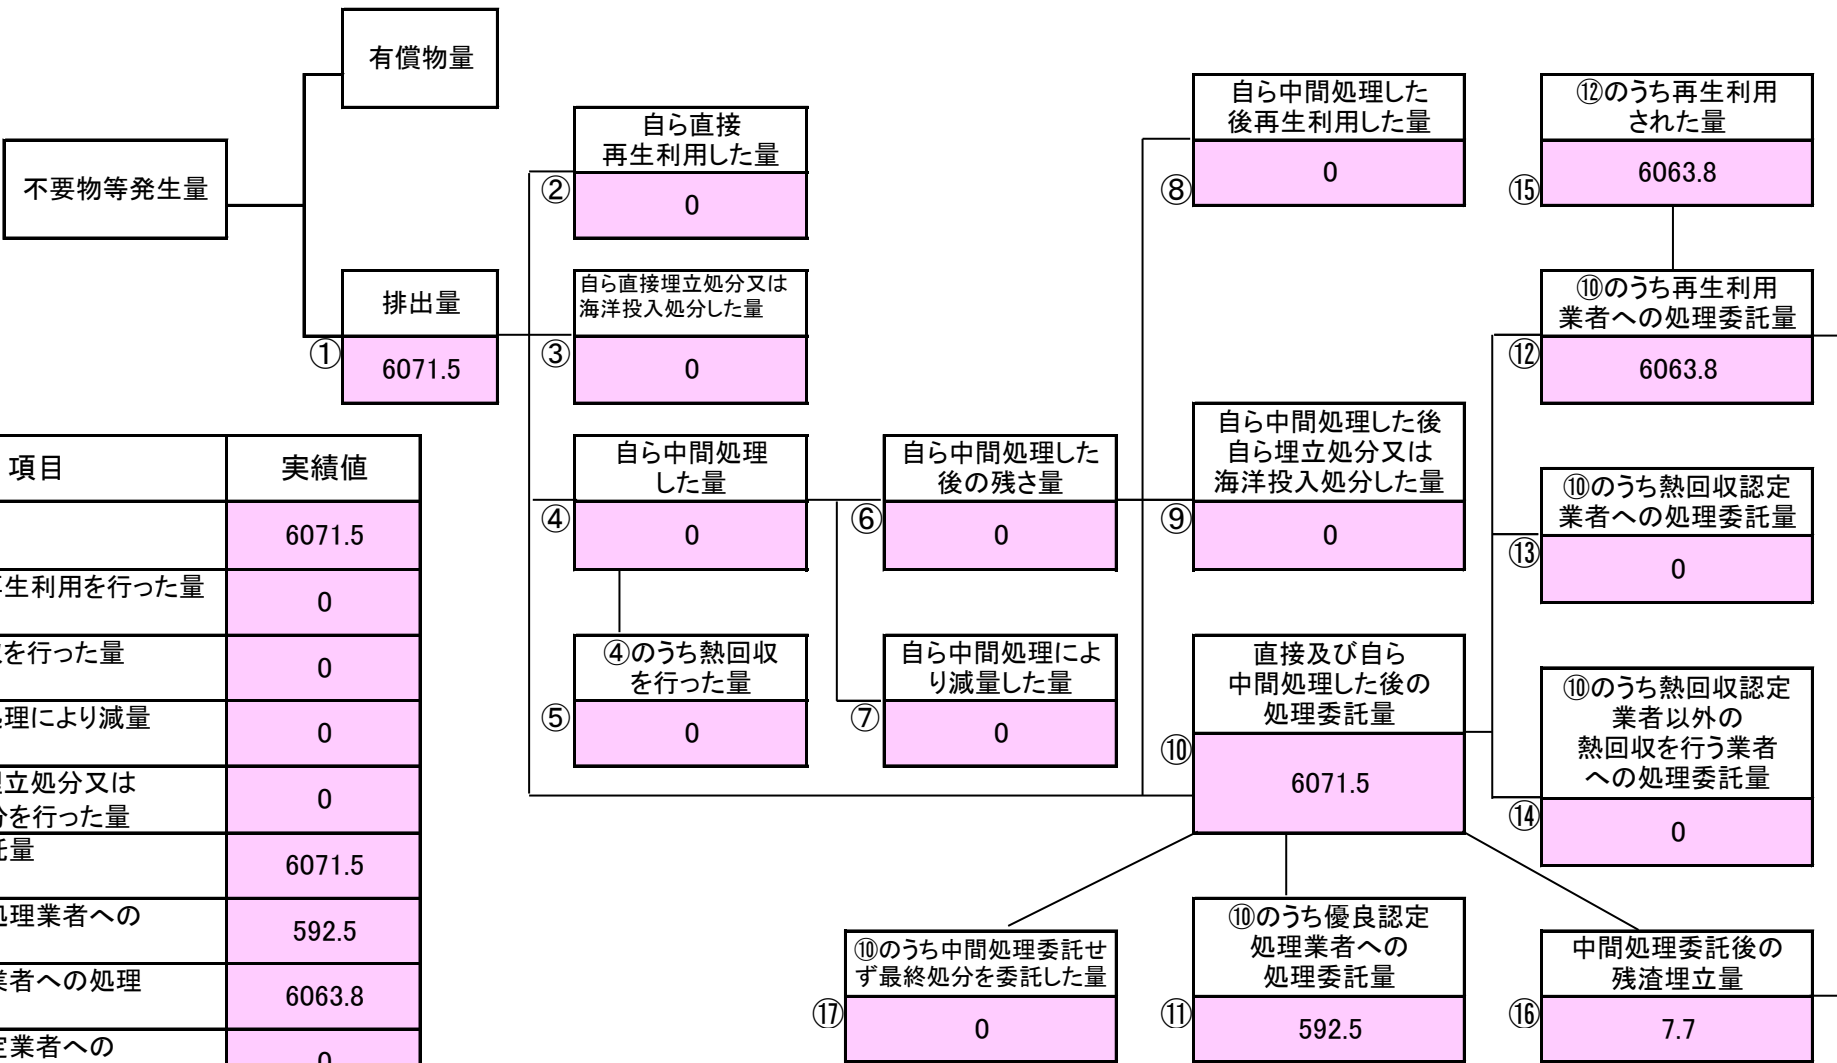 有償物量
不要物等発生量
排出量
①
6071.5
自ら直接
再生利用した量
②
0
自ら直接埋立処分又は
海洋投入処分した量
③
0
自ら中間処理
した量
④
0
④のうち熱回収
を行った量
⑤
0
自ら中間処理した
後の残さ量
⑥
0
自ら中間処理によ
り減量した量
⑦
0
自ら中間処理した
後再生利用した量
⑧
0
自ら中間処理した後
自ら埋立処分又は
海洋投入処分した量
⑨
0
直接及び自ら
中間処理した後の
処理委託量
⑩
6071.5
⑫のうち再生利用
された量
⑮
6063.8
⑩のうち再生利用
業者への処理委託量
⑫
6063.8
⑩のうち熱回収認定
業者への処理委託量
⑬
0
⑩のうち熱回収認定
業者以外の
熱回収を行う業者
への処理委託量
⑭
0
⑩のうち中間処理委託せ
ず最終処分を委託した量
⑰
0
⑩のうち優良認定
処理業者への
処理委託量
⑪
592.5
中間処理委託後の
残渣埋立量
⑯
7.7
項目 実績値
6071.5
生利用を行った量
0
を行った量
0
理により減量
0
立処分又は
を行った量
0
量
6071.5
処理業者への
592.5
業者への処理
6063.8
業者への
0